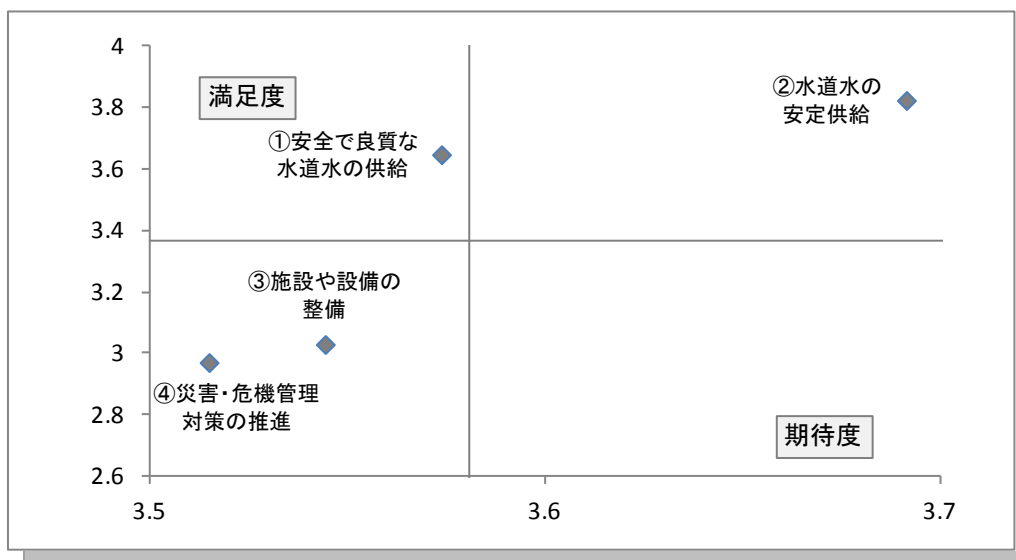 4
満足度
②水道水の
安定供給
3.8
①安全で良質な
水道水の供給
3.6
3.4
③施設や設備の
整備
3.2
3
④災害・危機管理
対策の推進
2.8
期待度
2.6
3.5
3.6
3.7